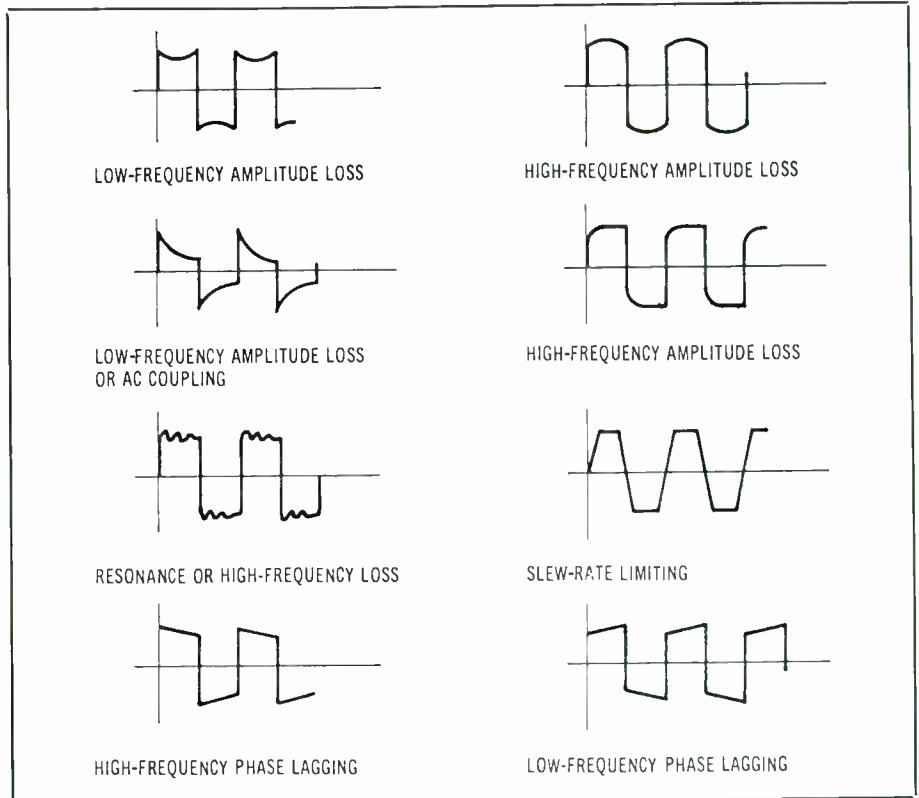 LOW-FREQUENCY AMPLITUDE LOSS
HIGH-FREQUENCY AMPLITUDE LOSS
LOW-FREQUENCY AMPLITUDE LOSS
OR AC COUPLING
HIGH-FREQUENCY AMPLITUDE LOSS
RESONANCE OR HIGH-FREQUENCY LOSS
SLEW-RATE LIMITING
HIGH-FREQUENCY PHASE LAGGING
LOW-FREQUENCY PHASE LAGGING